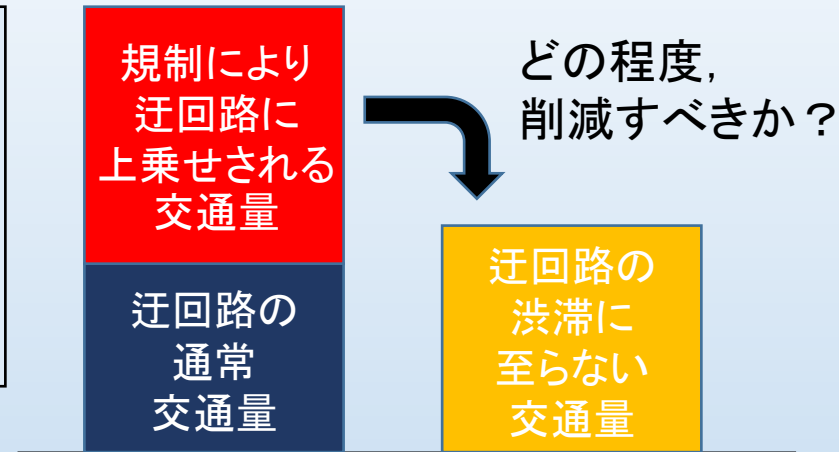 規制により
迂回路に
上乗せされる
交通量
どの程度，
削減すべきか？
迂回路の
通常
交通量
迂回路の
渋滞に
至らない
交通量